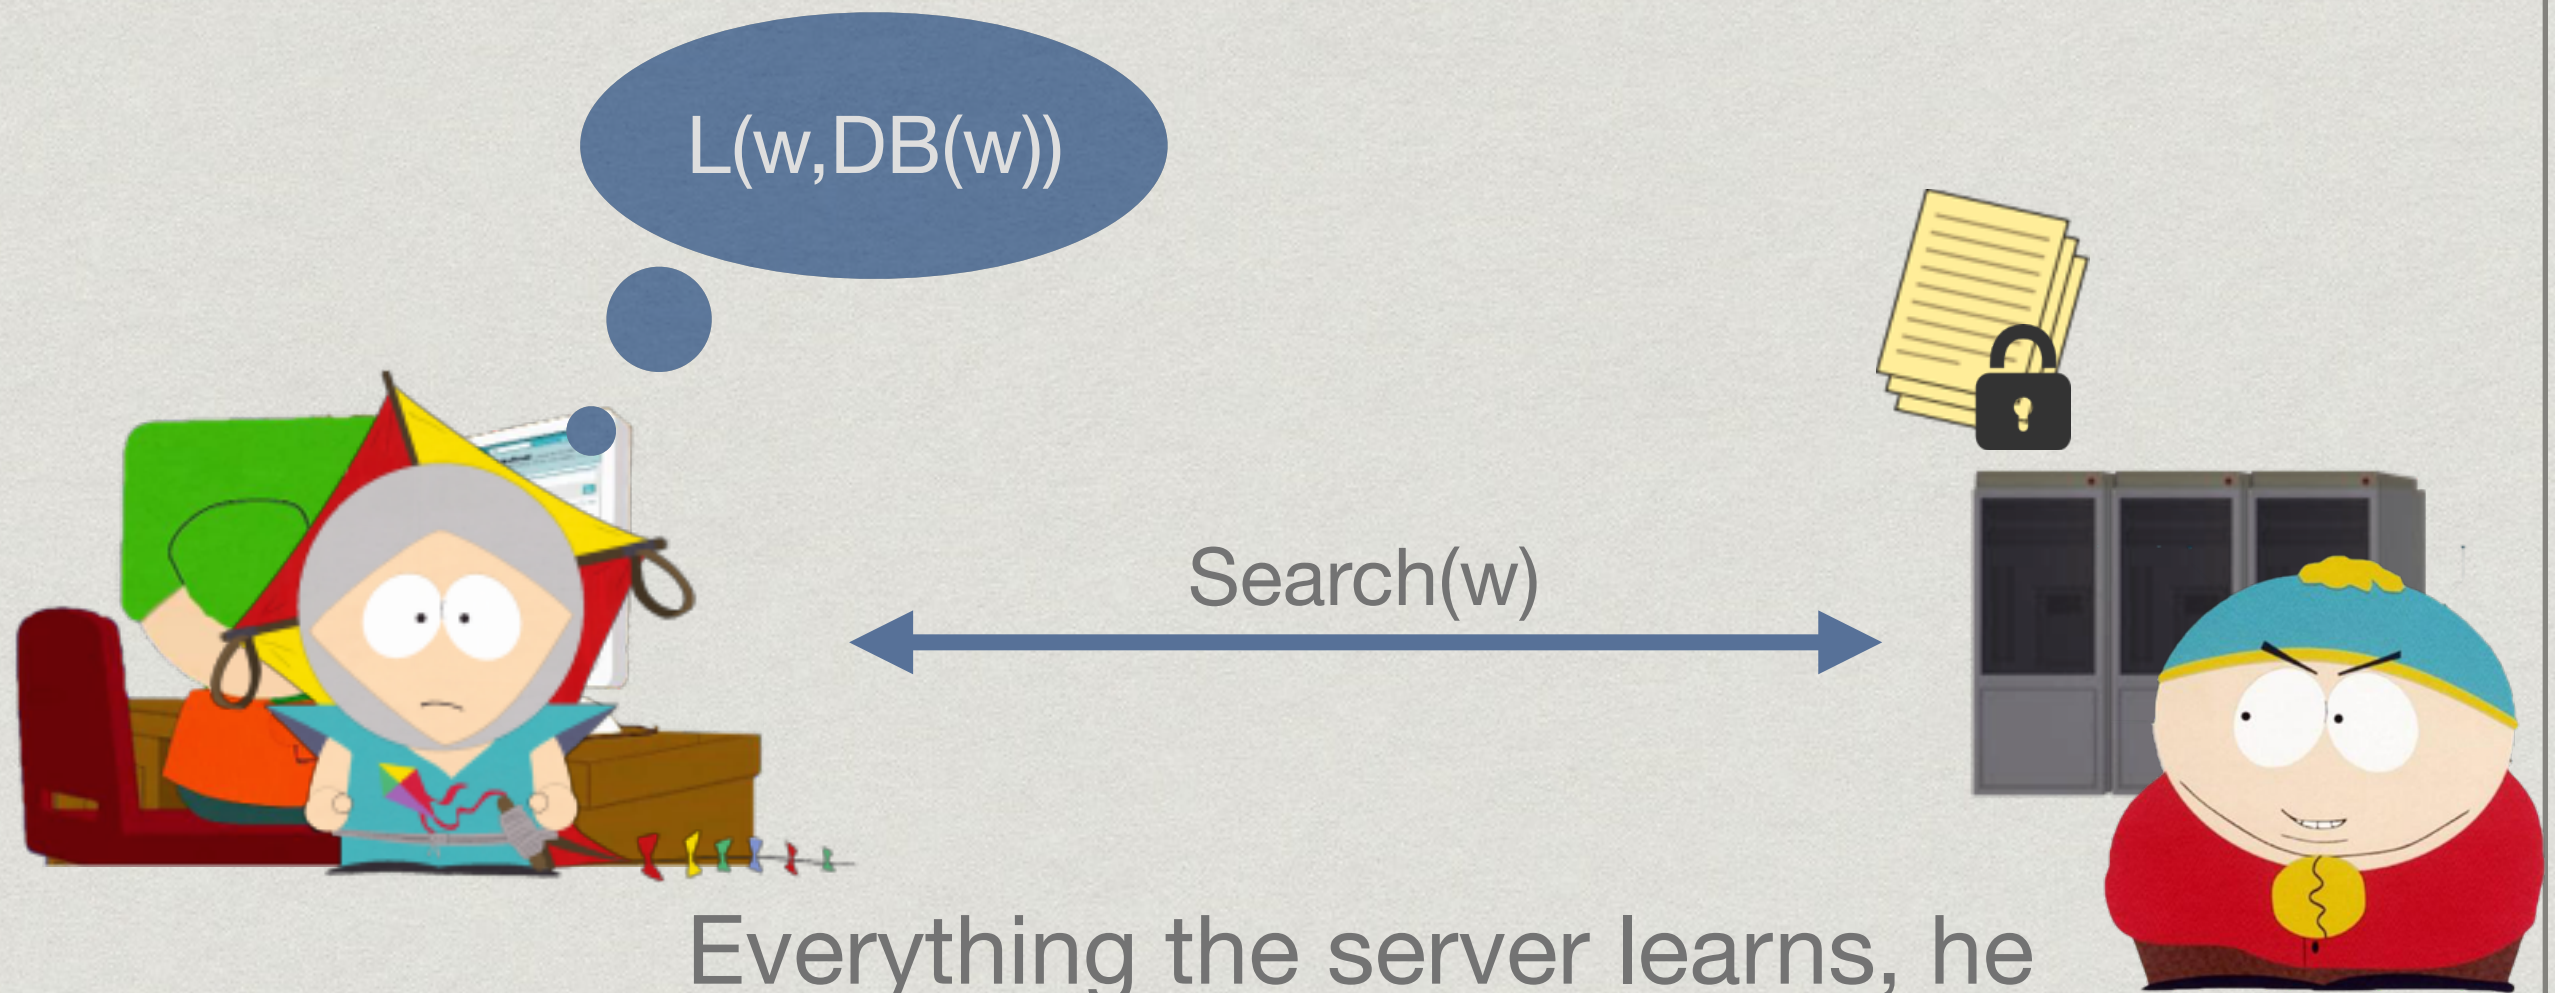 L(w,DB(w))
Search(w)
Everything the server learns, he